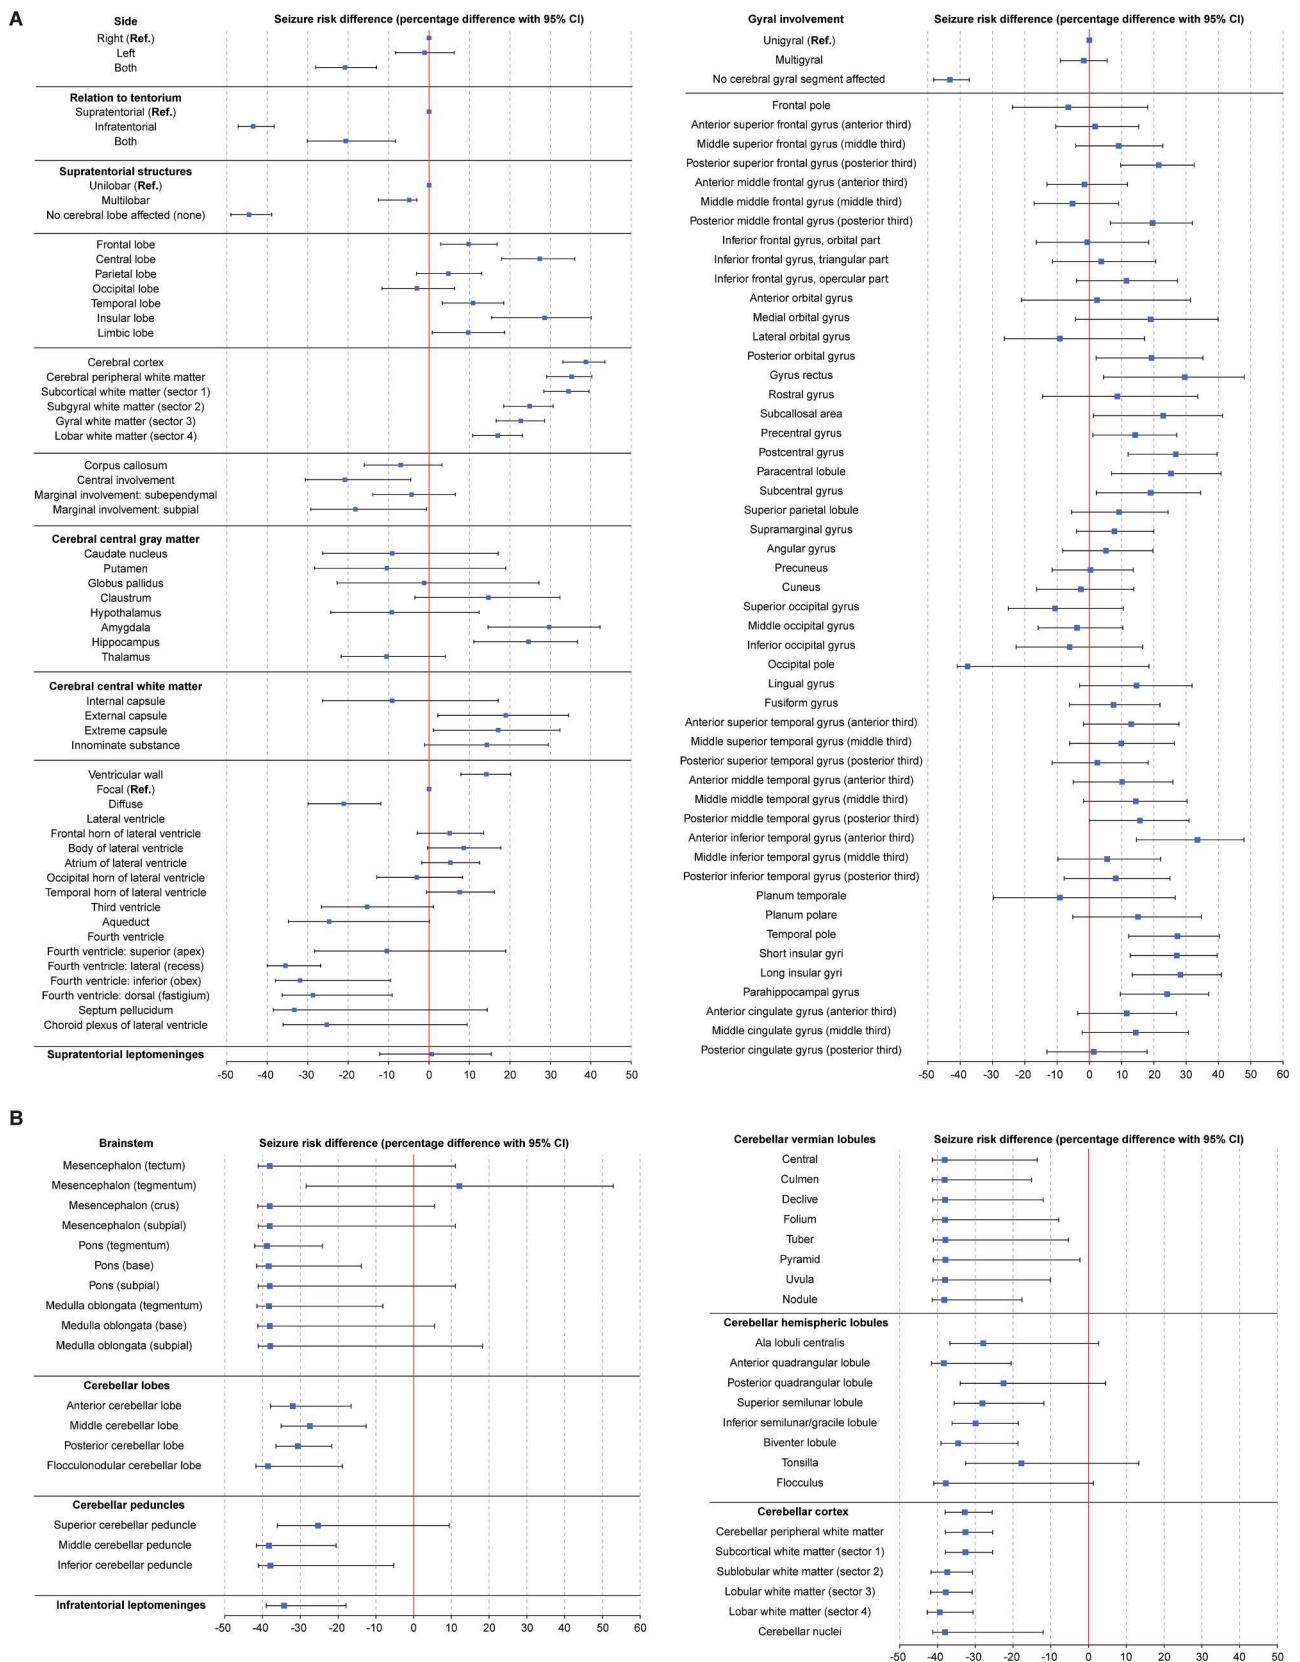 A
Side
Seizure risk difference (percentage difference with 95% CI)
Right (Ref.)
Left
Both
Relation to tentorium
Supratentorial (Ref.)
Infratentorial
Both
Supratentorial structures
Unilobar (Ref.)
Multilobar
No cerebral lobe affected (none)
Frontal lobe
Central lobe
Parietal lobe
Occipital lobe
Temporal lobe
Insular lobe
Limbic lobe
Cerebral cortex
Cerebral peripheral white matter
Subcortical white matter (sector 1)
Subgyral white matter (sector 2)
Gyral white matter (sector 3)
Lobar white matter (sector 4)
Corpus callosum
Central involvement
Marginal involvement: subependymal
Marginal involvement: subpial
Cerebral central gray matter
Caudate nucleus
Putamen
Globus pallidus
Claustrum
Hypothalamus
Amygdala
Hippocampus
Thalamus
Cerebral central white matter
Internal capsule
External capsule
Extreme capsule
Innominate substance
Ventricular wall
Focal (Ref.)
Diffuse
Lateral ventricle
Frontal horn of lateral ventricle
Body of lateral ventricle
Atrium of lateral ventricle
Occipital horn of lateral ventricle
Temporal horn of lateral ventricle
Third ventricle
Aqueduct
Fourth ventricle
Fourth ventricle: superior (apex)
Fourth ventricle: lateral (recess)
Fourth ventricle: inferior (obex)
Fourth ventricle: dorsal (fastigium)
Septum pellucidum
Choroid plexus of lateral ventricle
Supratentorial leptomeninges
-50 -40 -30 -20 -10 0 10 20 30 40 50
Gyral involvement
Seizure risk difference (percentage difference with 95% CI)
Unigyral (Ref.)
Multigyral
No cerebral gyral segment affected
Frontal pole
Anterior superior frontal gyrus (anterior third)
Middle superior frontal gyrus (middle third)
Posterior superior frontal gyrus (posterior third)
Anterior middle frontal gyrus (anterior third)
Middle middle frontal gyrus (middle third)
Posterior middle frontal gyrus (posterior third)
Inferior frontal gyrus, orbital part
Inferior frontal gyrus, triangular part
Inferior frontal gyrus, opercular part
Anterior orbital gyrus
Medial orbital gyrus
Lateral orbital gyrus
Posterior orbital gyrus
Gyrus rectus
Rostral gyrus
Subcallosal area
Precentral gyrus
Postcentral gyrus
Paracentral lobule
Subcentral gyrus
Superior parietal lobule
Supramarginal gyrus
Angular gyrus
Precuneus
Cuneus
Superior occipital gyrus
Middle occipital gyrus
Inferior occipital gyrus
Occipital pole
Lingual gyrus
Fusiform gyrus
Anterior superior temporal gyrus (anterior third)
Middle superior temporal gyrus (middle third)
Posterior superior temporal gyrus (posterior third)
Anterior middle temporal gyrus (anterior third)
Middle middle temporal gyrus (middle third)
Posterior middle temporal gyrus (posterior third)
Anterior inferior temporal gyrus (anterior third)
Middle inferior temporal gyrus (middle third)
Posterior inferior temporal gyrus (posterior third)
Planum temporale
Planum polare
Temporal pole
Short insular gyri
Long insular gyri
Parahippocampal gyrus
Anterior cingulate gyrus (anterior third)
Middle cingulate gyrus (middle third)
Posterior cingulate gyrus (posterior third)
-50 -40 -30 -20 -10 0 10 20 30 40 50 60
B
Brainstem
Seizure risk difference (percentage difference with 95% CI)
Mesencephalon (tectum)
Mesencephalon (tegmentum)
Mesencephalon (crus)
Mesencephalon (subpial)
Pons (tegmentum)
Pons (base)
Pons (subpial)
Medulla oblongata (tegmentum)
Medulla oblongata (base)
Medulla oblongata (subpial)
Cerebellar lobes
Anterior cerebellar lobe
Middle cerebellar lobe
Posterior cerebellar lobe
Flocculonodular cerebellar lobe
Cerebellar peduncles
Superior cerebellar peduncle
Middle cerebellar peduncle
Inferior cerebellar peduncle
Infratentorial leptomeninges
-50 -40 -30 -20 -10 0 10 20 30 40 50 60
Cerebellar vermian lobules
Seizure risk difference (percentage difference with 95% CI)
Central
Culmen
Declive
Folium
Tuber
Pyramid
Uvula
Nodule
Cerebellar hemispheric lobules
Ala lobuli centralis
Anterior quadrangular lobule
Posterior quadrangular lobule
Superior semilunar lobule
Inferior semilunar/gracile lobule
Biventer lobule
Tonsilla
Flocculus
Cerebellar cortex
Cerebellar peripheral white matter
Subcortical white matter (sector 1)
Sublobular white matter (sector 2)
Lobular white matter (sector 3)
Lobar white matter (sector 4)
Cerebellar nuclei
-50 -40 -30 -20 -10 0 10 20 30 40 50